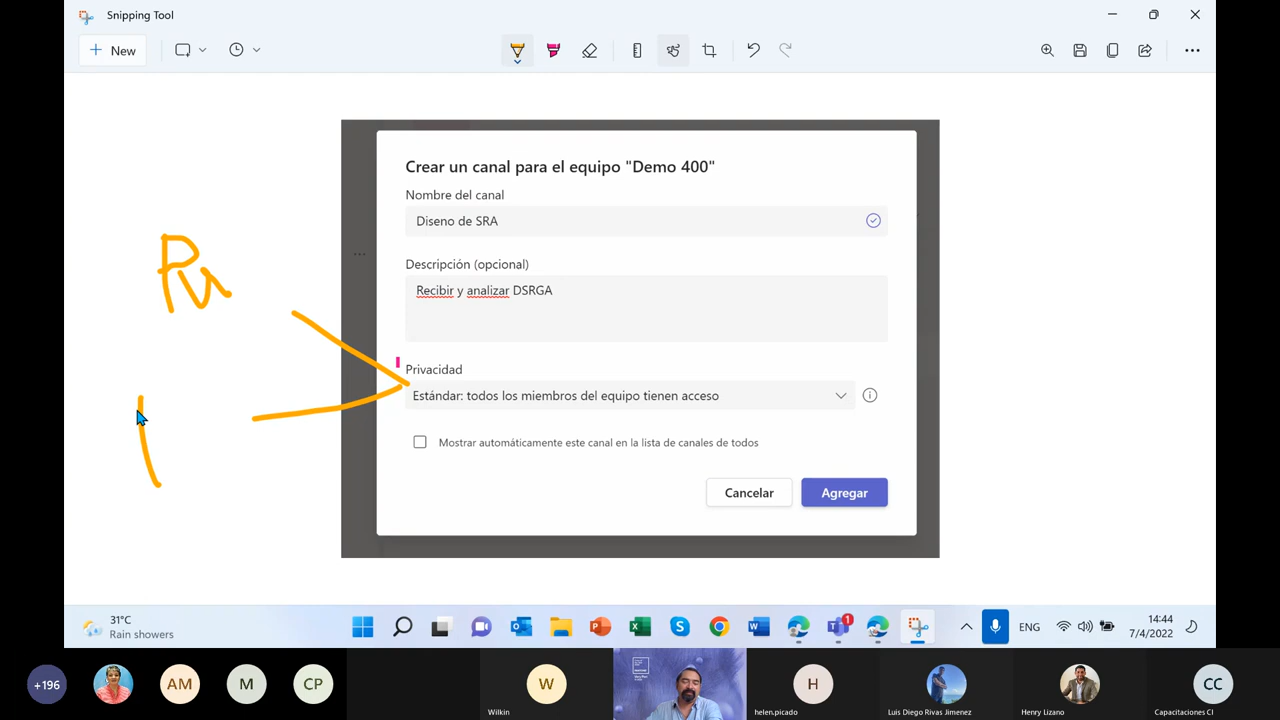 Snipping Tool
New
Crear un canal para el equipo "Demo 400"
Nombre del canal
Diseno de SRA
Descripción (opcional)
Recibir y analizar DSRGA
Pu
Privacidad
Estándar: todos los miembros del equipo tienen acceso
Mostrar automáticamente este canal en la lista de canales de todos
Cancelar
Agregar
31°C
Rain showers
1
ENG
14:44
7/4/2022
+196
AM
M
CP
W
Wilkin
H
helen.picado
Luis Diego Rivas Jimenez
Henry Lizano
CC
Capacitaciones CI